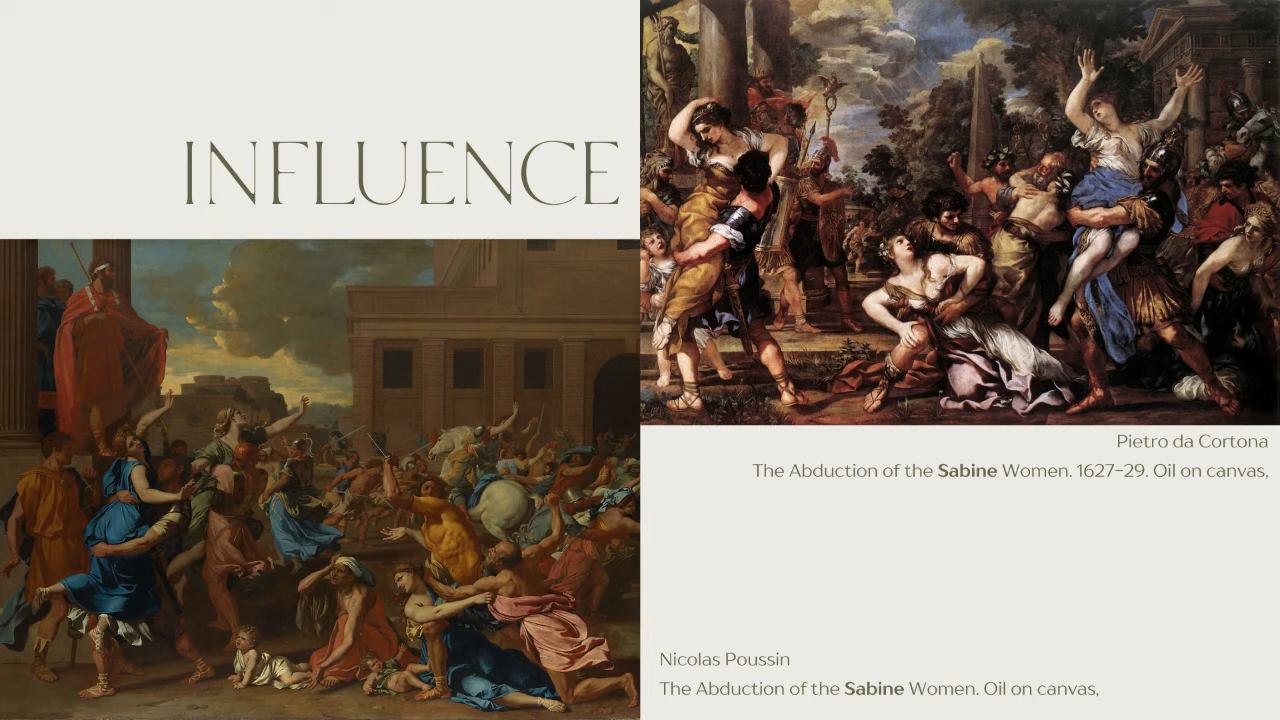 INFLUENCE
Pietro da Cortona
The Abduction of the Sabine Women. 1627–29. Oil on canvas,
Nicolas Poussin
The Abduction of the Sabine Women. Oil on canvas,